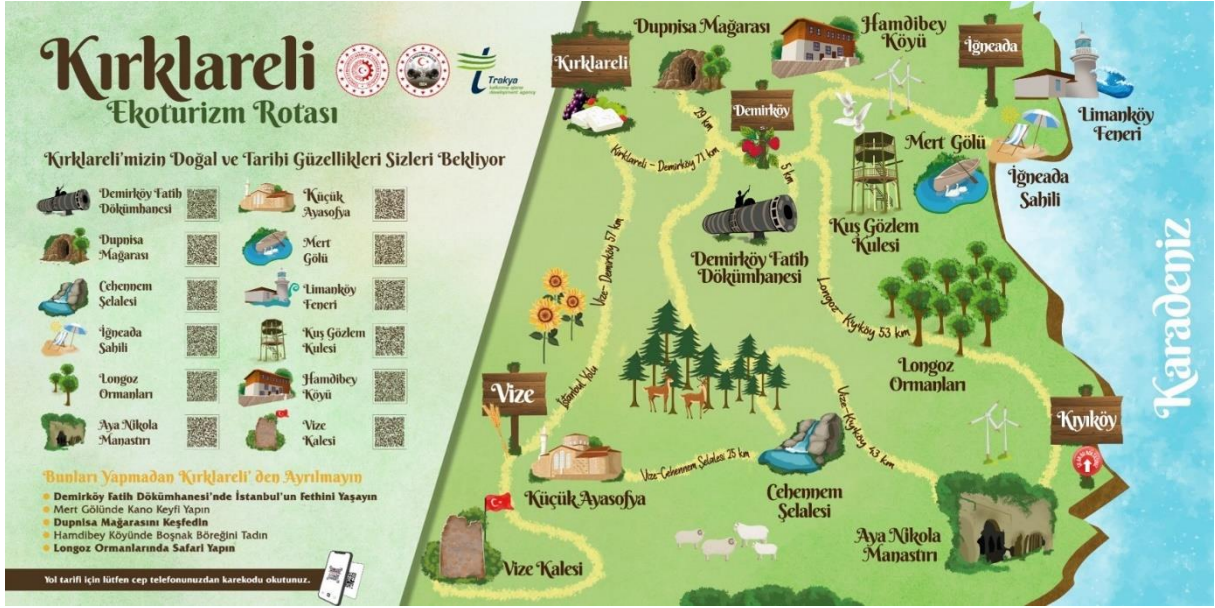 Kırklareli
Ekoturizm Rotası
Trakya
kalkınma ajansı
development agency
Kırklareli'mizin Doğal ve Tarihi Güzellikleri Sizleri Bekliyor
Demirköy Fatih
Dökümhanesi
Küçük
Ayasofya
Dupnisa
Mağarası
Mert
Gölü
Cehennem
Şelalesi
Limanköy
Feneri
İğneada
Sahili
Kuş Gözlem
Kulesi
Longoz
Ormanları
Hamdibey
Köyü
Aya Nikola
Manastırı
Vize
Kalesi
Bunları Yapmadan Kırklareli' den Ayrılmayın
Demirköy Fatih Dökümhanesi'nde İstanbul'un Fethini Yaşayın
Mert Gölünde Kano Keyfi Yapın
Dupnisa Mağarasını Keşfedin
Hamdibey Köyünde Boşnak Böreğini Tadın
Longoz Ormanlarında Safari Yapın
Yol tarifi için lütfen cep telefonunuzdan karekodu okutunuz.
Kırklareli
Dupnisa Mağarası
Hamdibey
Köyü
İğneada
Limanköy
Feneri
Demirköy
29 km
Kırklareli - Demirköy 71 km
5 km
Mert Gölü
İğneada
Sahili
Kuş Gözlem
Kulesi
Demirköy Fatih
Dökümhanesi
Vize- Demirköy 57 km
Longoz - Kıyıköy 53 km
Longoz
Ormanları
Karadeniz
Vize
İstanbul Yolu
Vize-Kıyıköy 43 km
Kıyıköy
Küçük Ayasofya
Vize-Cehennem Şelalesi 25 km
Cehennem
Şelalesi
Aya Nikola
Manastırı
Vize Kalesi